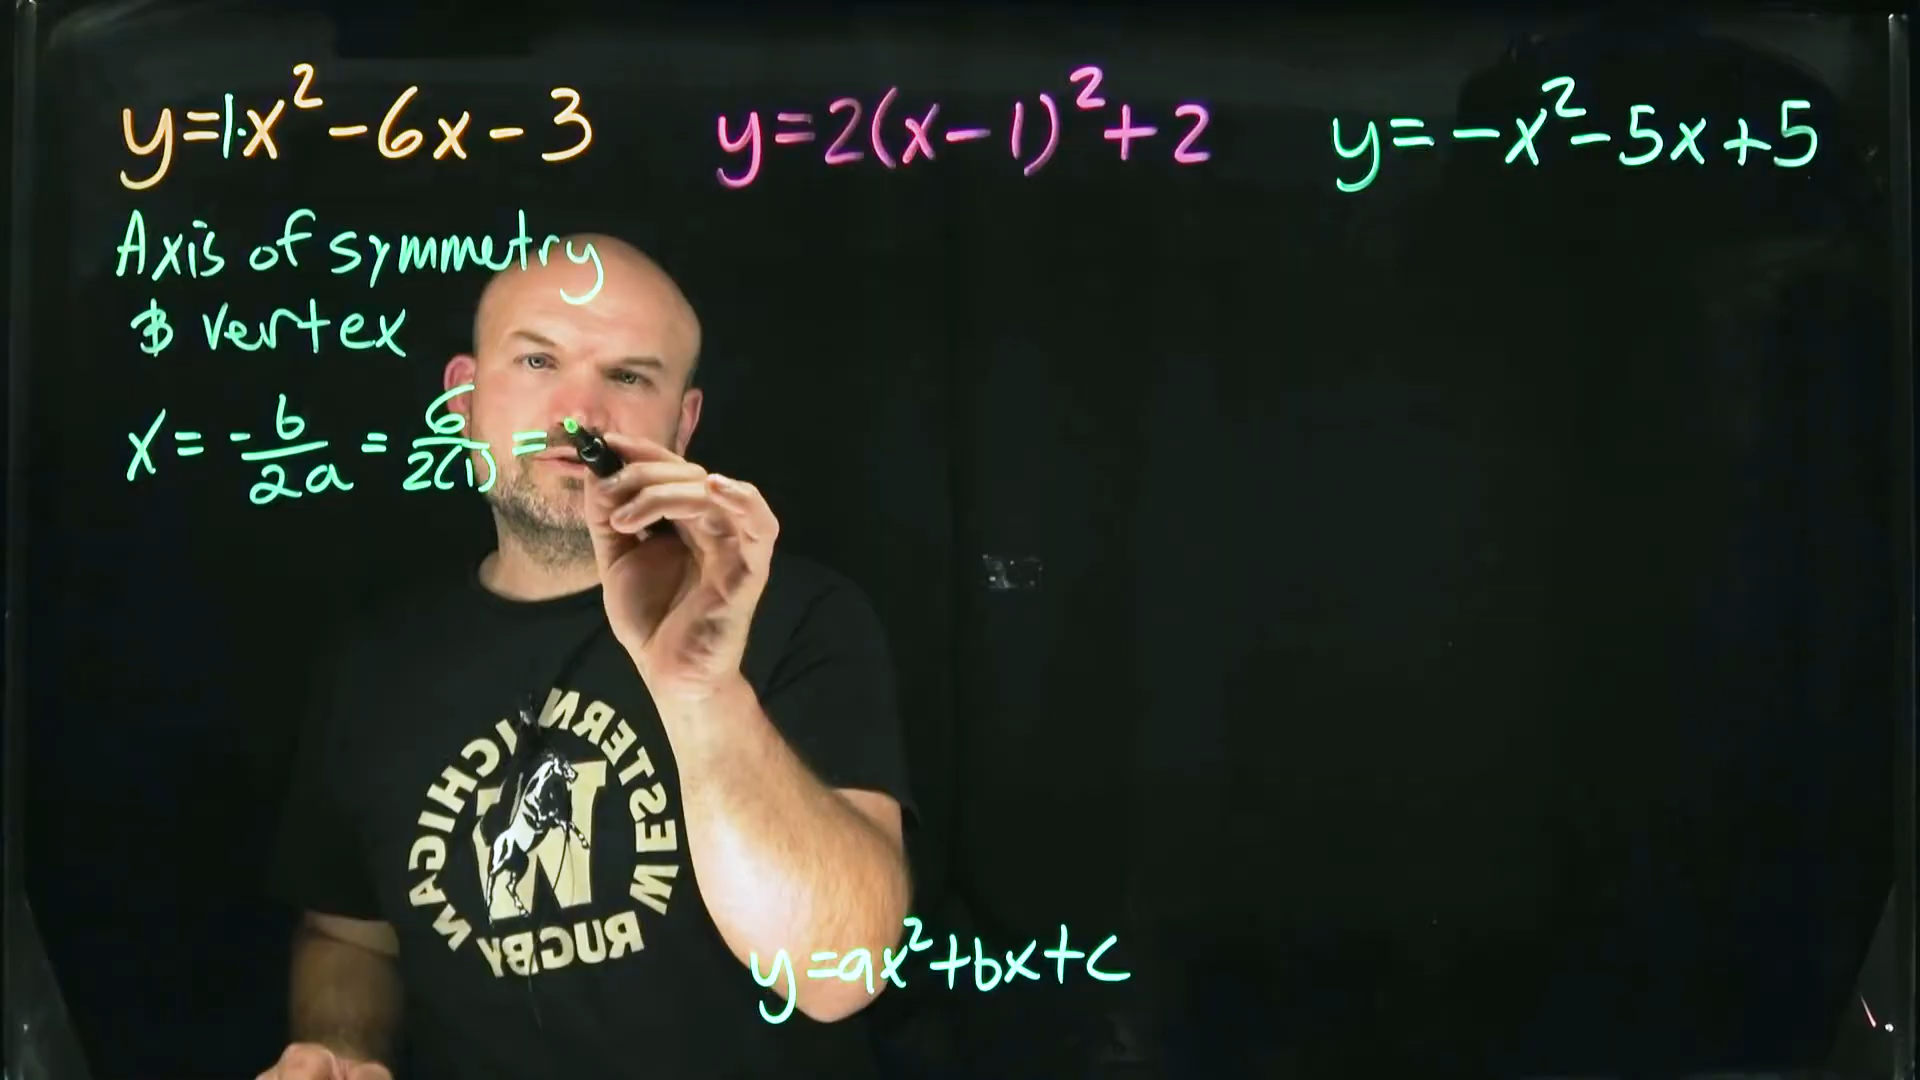 y=1·x²-6x-3
y=2(x-1)²+2
y=-x²-5x+5
Axis of symmetry
& vertex
x = -b/2a = 6/2(1) =
WESTERN MICHIGAN RUGBY
W
y=ax²+bx+c